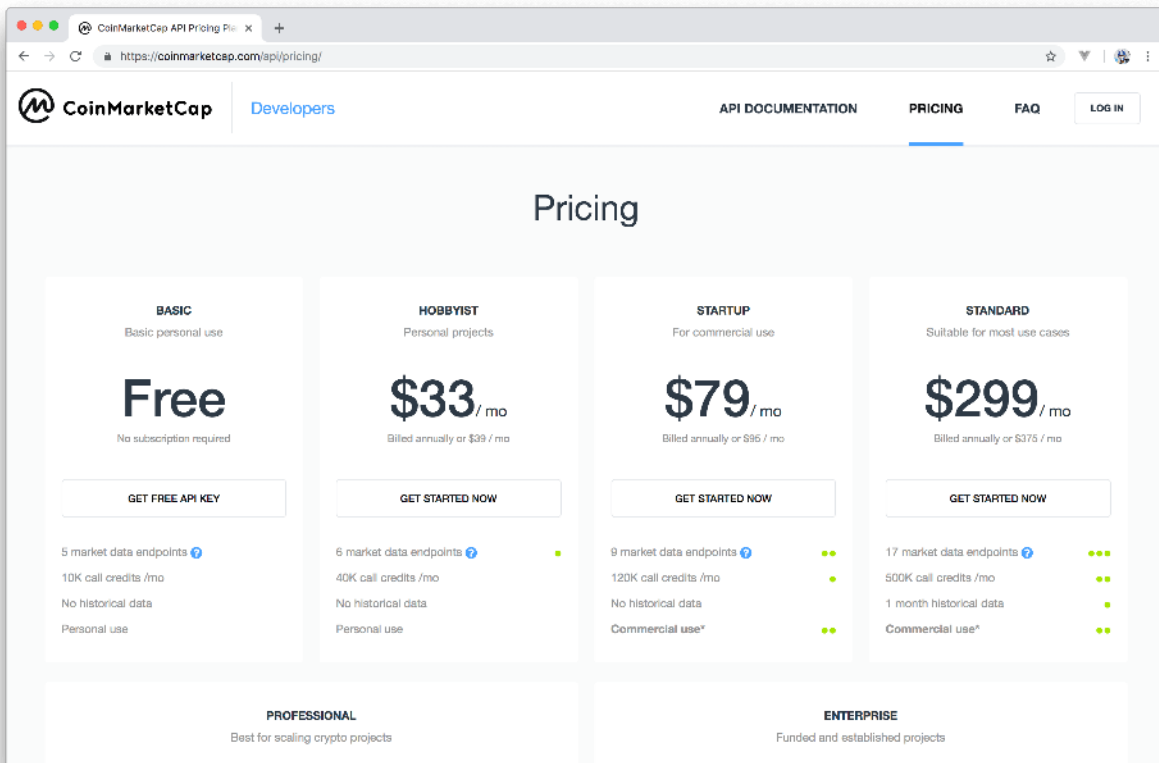 CoinMarketCap API Pricing Pla
https://coinmarketcap.com/api/pricing/
CoinMarketCap
Developers
API DOCUMENTATION
PRICING
FAQ
LOG IN
Pricing
BASIC
Basic personal use
Free
No subscription required
GET FREE API KEY
5 market data endpoints ?
10K call credits /mo
No historical data
Personal use
HOBBYIST
Personal projects
$33/ mo
Billed annually or $39 / mo
GET STARTED NOW
6 market data endpoints ?
40K call credits /mo
No historical data
Personal use
STARTUP
For commercial use
$79/ mo
Billed annually or $95 / mo
GET STARTED NOW
9 market data endpoints ?
120K call credits /mo
No historical data
Commercial use*
STANDARD
Suitable for most use cases
$299/ mo
Billed annually or $375 / mo
GET STARTED NOW
17 market data endpoints ?
500K call credits /mo
1 month historical data
Commercial use*
PROFESSIONAL
Best for scaling crypto projects
ENTERPRISE
Funded and established projects